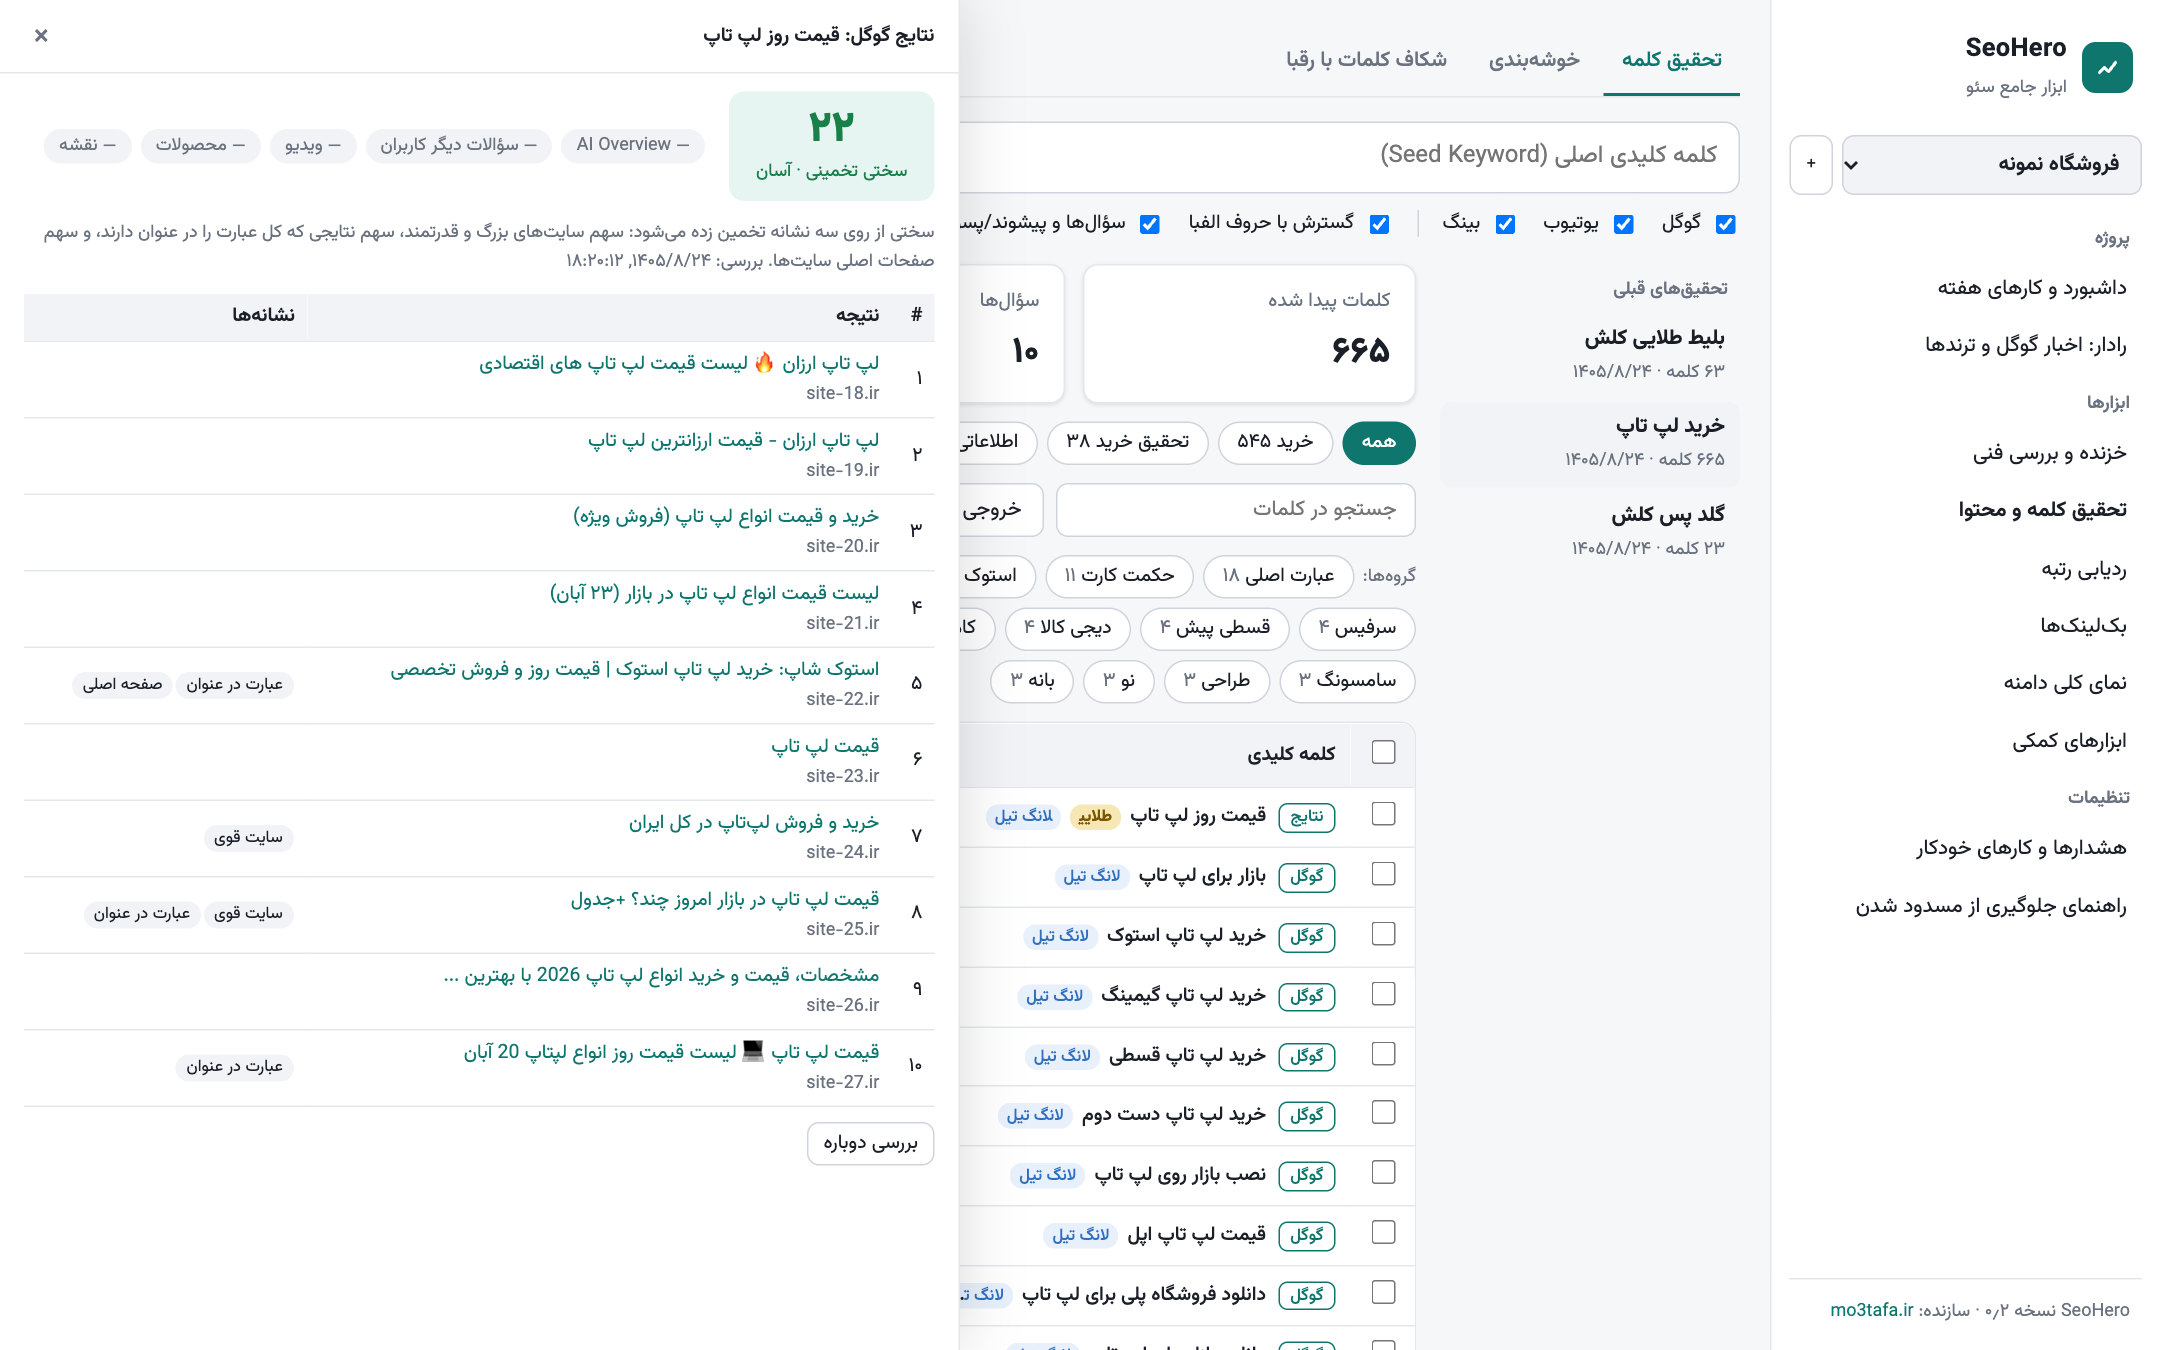 SeoHero
ابزار جامع سئو
فروشگاه نمونه
+
پروژه
داشبورد و کارهای هفته
رادار: اخبار گوگل و ترندها
ابزارها
خزنده و بررسی فنی
تحقیق کلمه و محتوا
ردیابی رتبه
بک‌لینک‌ها
نمای کلی دامنه
ابزارهای کمکی
تنظیمات
هشدارها و کارهای خودکار
راهنمای جلوگیری از مسدود شدن
SeoHero نسخه ۰٫۲ · سازنده: mo3tafa.ir
تحقیق کلمه
خوشه‌بندی
شکاف کلمات با رقبا
کلمه کلیدی اصلی (Seed Keyword)
گوگل
یوتیوب
بینگ
گسترش با حروف الفبا
سؤال‌ها و پیشوند/پس
تحقیق‌های قبلی
بلیط طلایی کلش
۶۳ کلمه · ۱۴۰۵/۸/۲۴
خرید لپ تاپ
۶۶۵ کلمه · ۱۴۰۵/۸/۲۴
گلد پس کلش
۲۳ کلمه · ۱۴۰۵/۸/۲۴
کلمات پیدا شده
۶۶۵
سؤال‌ها
۱۰
همه
خرید ۵۴۵
تحقیق خرید ۳۸
اطلاعاتی
جستجو در کلمات
خروجی
گروه‌ها:
عبارت اصلی ۱۸
حکمت کارت ۱۱
استوک
سرفیس ۴
قسطی پیش ۴
دیجی کالا ۴
سامسونگ ۳
طراحی ۳
نو ۳
بانه ۳
کلمه کلیدی
نتایج قیمت روز لپ تاپ طلایی لانگ تیل
گوگل بازار برای لپ تاپ لانگ تیل
گوگل خرید لپ تاپ استوک لانگ تیل
گوگل خرید لپ تاپ گیمینگ لانگ تیل
گوگل خرید لپ تاپ قسطی لانگ تیل
گوگل خرید لپ تاپ دست دوم لانگ تیل
گوگل نصب بازار روی لپ تاپ لانگ تیل
گوگل قیمت لپ تاپ اپل لانگ تیل
گوگل دانلود فروشگاه پلی برای لپ تاپ لانگ
نتایج گوگل: قیمت روز لپ تاپ
×
۲۲
سختی تخمینی · آسان
— AI Overview
— سؤالات دیگر کاربران
— ویدیو
— محصولات
— نقشه
سختی از روی سه نشانه تخمین زده می‌شود: سهم سایت‌های بزرگ و قدرتمند، سهم نتایجی که کل عبارت را در عنوان دارند، و سهم
صفحات اصلی سایت‌ها. بررسی: ۱۴۰۵/۸/۲۴, ۱۸:۲۰:۱۲
# نتیجه نشانه‌ها
۱ لپ تاپ ارزان 🔥 لیست قیمت لپ تاپ های اقتصادی
site-18.ir
۲ لپ تاپ ارزان - قیمت ارزانترین لپ تاپ
site-19.ir
۳ خرید و قیمت انواع لپ تاپ (فروش ویژه)
site-20.ir
۴ لیست قیمت انواع لپ تاپ در بازار (۲۳ آبان)
site-21.ir
۵ استوک شاپ: خرید لپ تاپ استوک | قیمت روز و فروش تخصصی
site-22.ir
عبارت در عنوان صفحه اصلی
۶ قیمت لپ تاپ
site-23.ir
۷ خرید و فروش لپ‌تاپ در کل ایران
site-24.ir
سایت قوی
۸ قیمت لپ تاپ در بازار امروز چند؟ +جدول
site-25.ir
سایت قوی عبارت در عنوان
۹ مشخصات، قیمت و خرید انواع لپ تاپ 2026 با بهترین ...
site-26.ir
۱۰ قیمت لپ تاپ 💻 لیست قیمت روز انواع لپتاپ 20 آبان
site-27.ir
عبارت در عنوان
بررسی دوباره